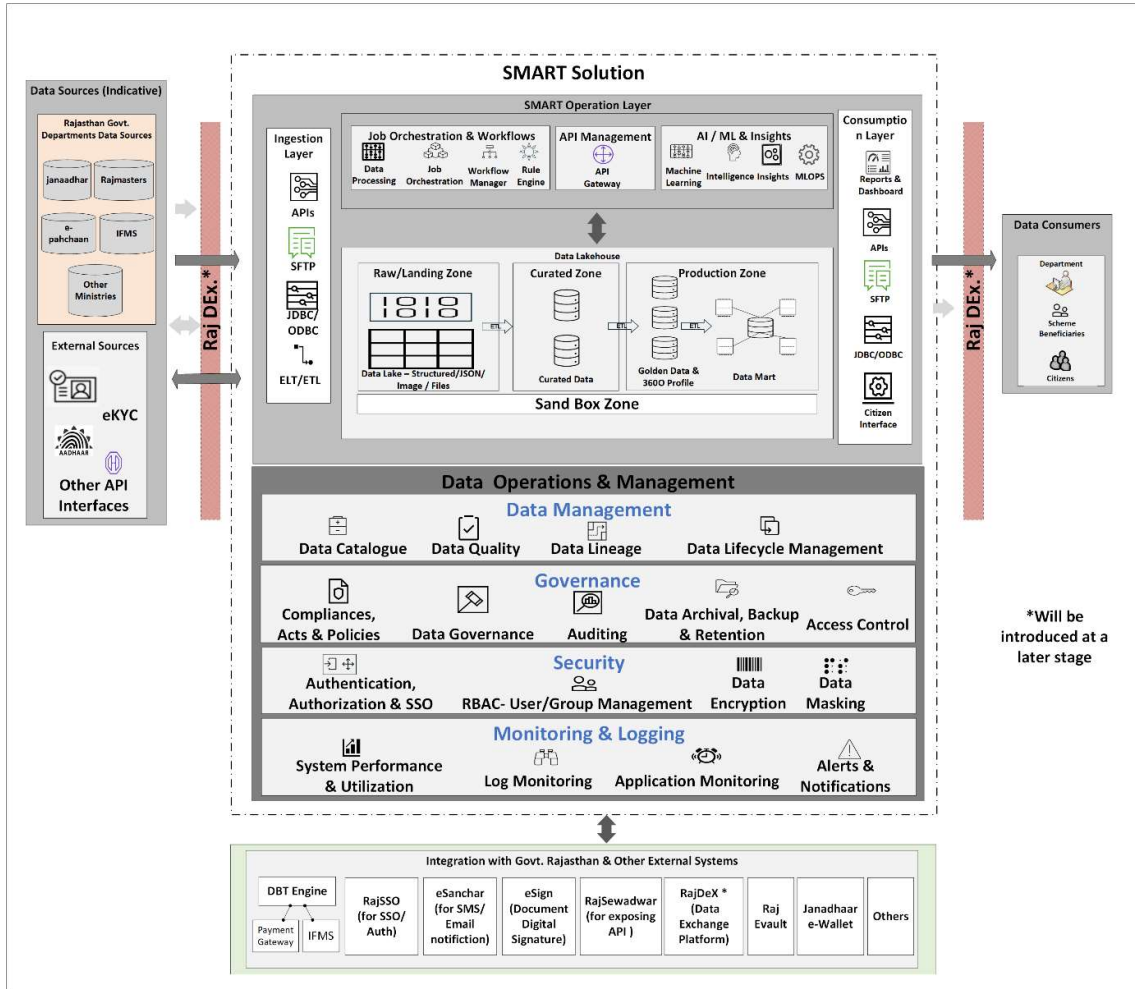 SMART Solution
Data Sources (Indicative)
Rajasthan Govt.
Departments Data Sources
janaadhar
Rajmasters
e-
pahchaan
IFMS
Other
Ministries
External Sources
eKYC
AADHAAR
Other API
Interfaces
Raj DEx.*
SMART Operation Layer
Ingestion
Layer
APIs
SFTP
JDBC/
ODBC
ELT/ETL
Job Orchestration & Workflows
Data
Processing
Job
Orchestration
Workflow
Manager
Rule
Engine
API Management
API
Gateway
AI / ML & Insights
Machine
Learning
Intelligence
Insights
MLOPS
Data Lakehouse
Raw/Landing Zone
1010
1010
Data Lake – Structured/JSON/
Image / Files
ETL
Curated Zone
Curated Data
ETL
Production Zone
Golden Data &
360O Profile
ETL
Data Mart
Sand Box Zone
Consumptio
n Layer
Reports &
Dashboard
APIs
SFTP
JDBC/ODBC
Citizen
Interface
Raj DEx.*
Data Consumers
Department
Scheme
Beneficiaries
Citizens
Data Operations & Management
Data Management
Data Catalogue
Data Quality
Data Lineage
Data Lifecycle Management
Governance
Compliances,
Acts & Policies
Data Governance
Auditing
Data Archival, Backup
& Retention
Access Control
Security
Authentication,
Authorization & SSO
RBAC- User/Group Management
Data
Encryption
Data
Masking
Monitoring & Logging
System Performance
& Utilization
Log Monitoring
Application Monitoring
Alerts &
Notifications
*Will be
introduced at a
later stage
Integration with Govt. Rajasthan & Other External Systems
DBT Engine
Payment
Gateway
IFMS
RajSSO
(for SSO/
Auth)
eSanchar
(for SMS/
Email
notifiction)
eSign
(Document
Digital
Signature)
RajSewadwar
(for exposing
API )
RajDeX *
(Data
Exchange
Platform)
Raj
Evault
Janadhaar
e-Wallet
Others